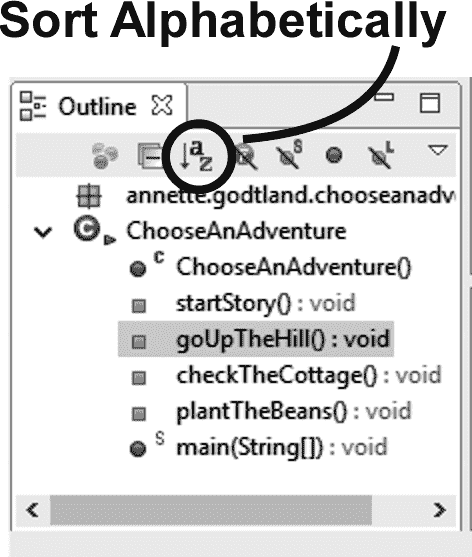 Sort Alphabetically
Outline
annette.godtland.chooseanadv
ChooseAnAdventure
C ChooseAnAdventure()
startStory() : void
goUpTheHill() : void
checkTheCottage() : void
plantTheBeans() : void
S main(String[]) : void